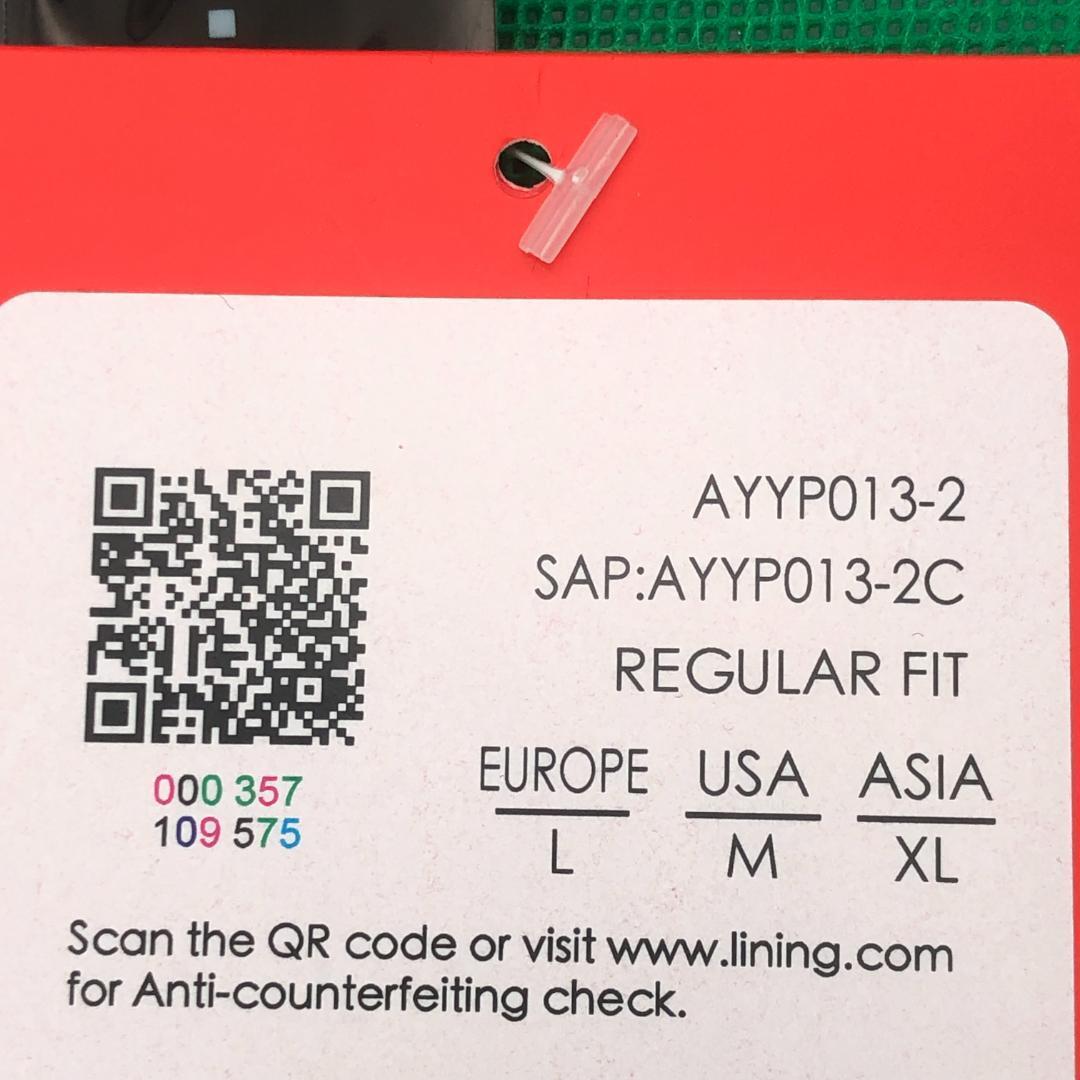 AYYP013-2
SAP:AYYP013-2C
REGULAR FIT
EUROPE USA ASIA
L M XL
000 357
109 575
Scan the QR code or visit www.lining.com
for Anti-counterfeiting check.